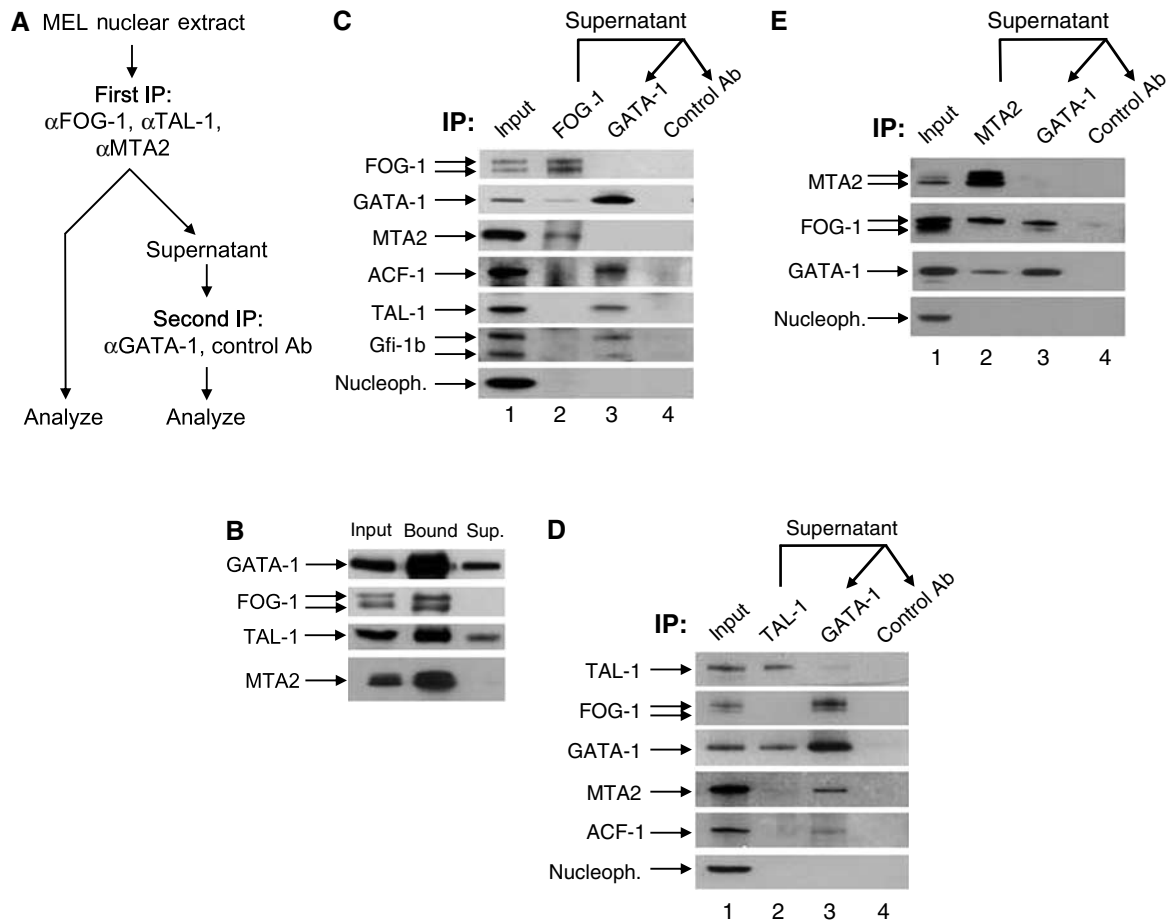 A
MEL nuclear extract
First IP:
αFOG-1, αTAL-1,
αMTA2
Supernatant
Second IP:
αGATA-1, control Ab
Analyze
Analyze
C
Supernatant
IP:
Input
FOG-1
GATA-1
Control Ab
FOG-1
GATA-1
MTA2
ACF-1
TAL-1
Gfi-1b
Nucleoph.
1 2 3 4
E
Supernatant
IP:
Input
MTA2
GATA-1
Control Ab
MTA2
FOG-1
GATA-1
Nucleoph.
1 2 3 4
B
Input Bound Sup.
GATA-1
FOG-1
TAL-1
MTA2
D
Supernatant
IP:
Input
TAL-1
GATA-1
Control Ab
TAL-1
FOG-1
GATA-1
MTA2
ACF-1
Nucleoph.
1 2 3 4